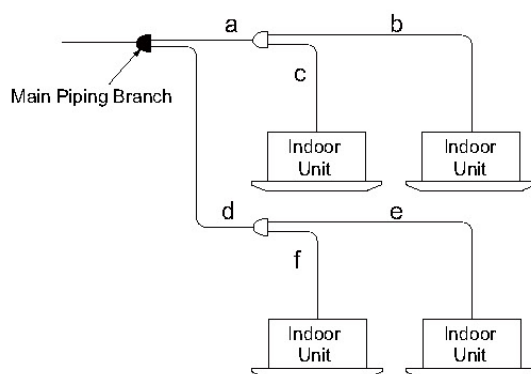 a
b
c
Main Piping Branch
Indoor
Unit
Indoor
Unit
d
e
f
Indoor
Unit
Indoor
Unit